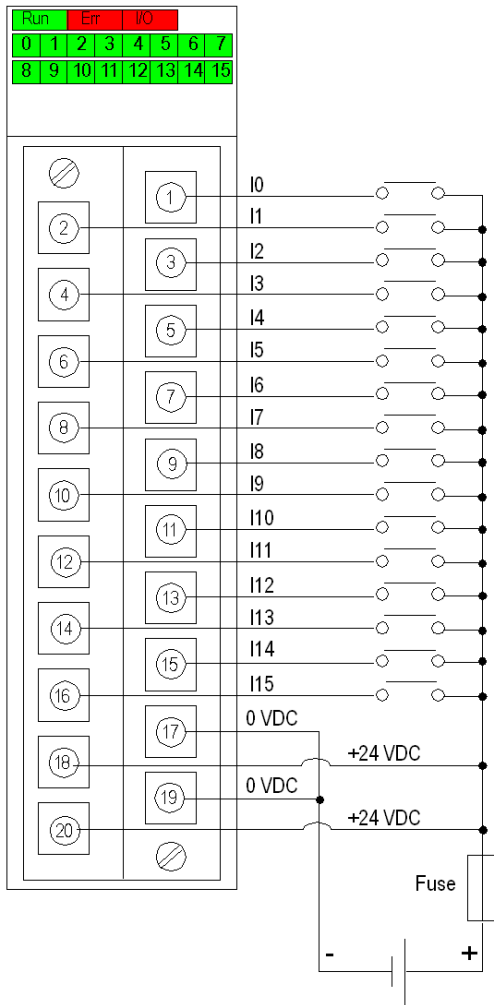 Run Err I/O
0 1 2 3 4 5 6 7
8 9 10 11 12 13 14 15
1 I0
2 I1
3 I2
4 I3
5 I4
6 I5
7 I6
8 I7
9 I8
10 I9
11 I10
12 I11
13 I12
14 I13
15 I14
16 I15
17 0 VDC
18 +24 VDC
19 0 VDC
20 +24 VDC
Fuse
- +